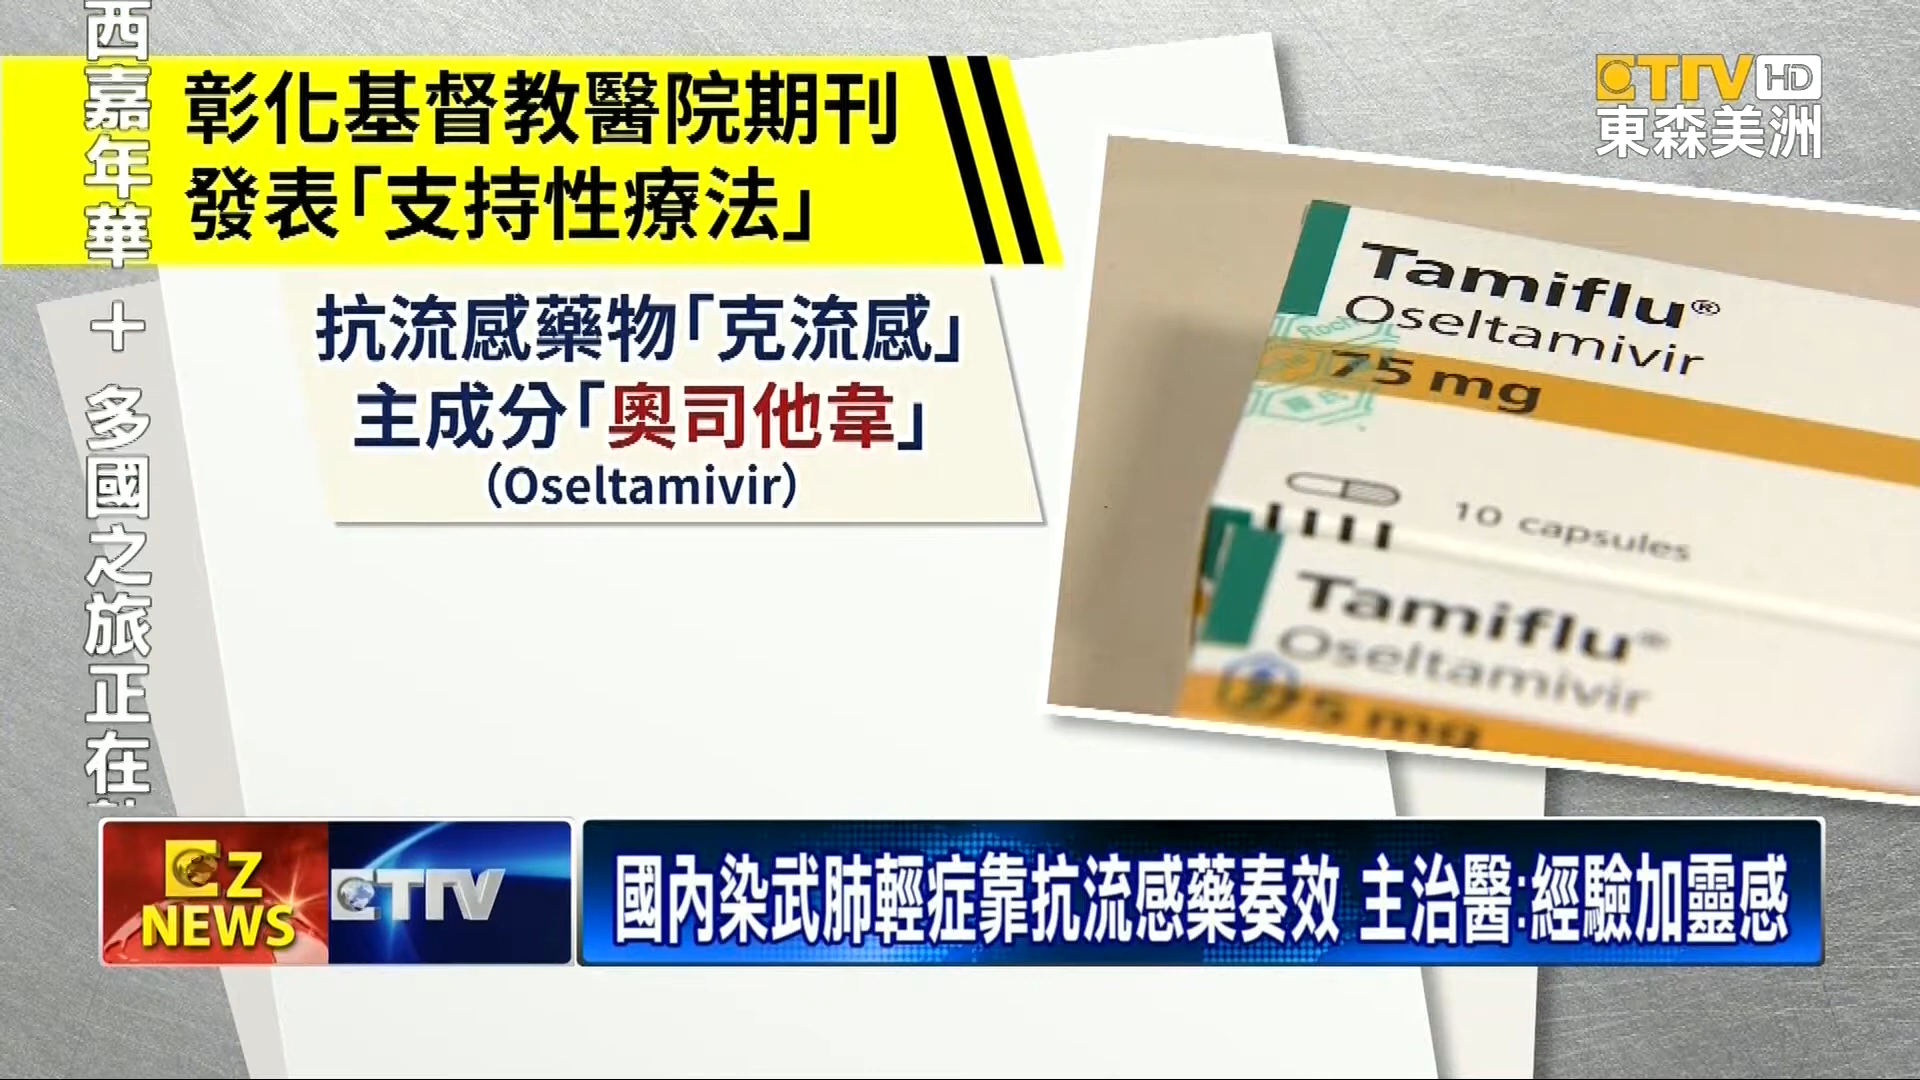 西嘉年華＋多國之旅正在
彰化基督教醫院期刊
發表「支持性療法」
抗流感藥物「克流感」
主成分「奧司他韋」
(Oseltamivir)
ETTV HD
東森美洲
Tamiflu®
Oseltamivir
Roche
75 mg
10 capsules
Tamiflu®
Oseltamivir
75 mg
EZ
NEWS
ETTV
國內染武肺輕症靠抗流感藥奏效 主治醫:經驗加靈感